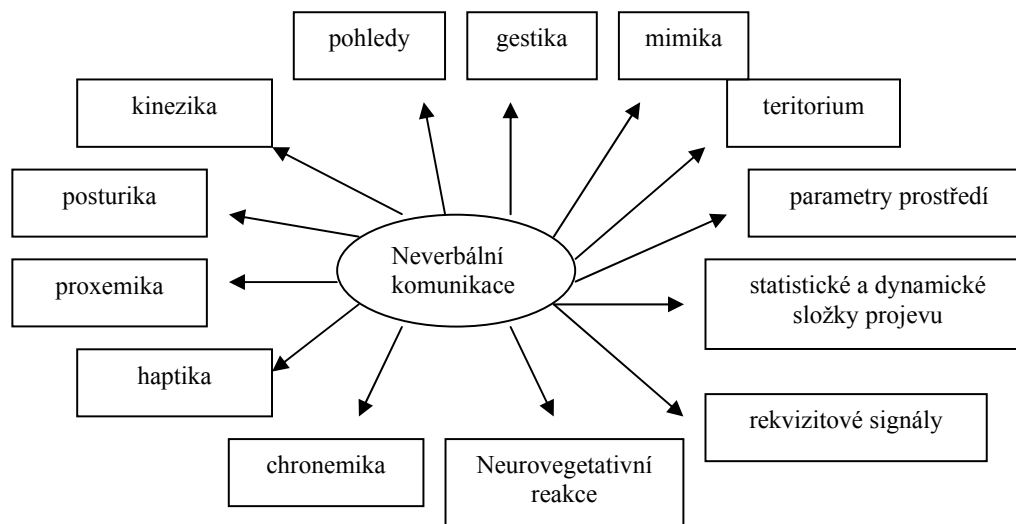 pohledy
gestika
mimika
kinezika
teritorium
posturika
parametry prostředí
Neverbální
komunikace
proxemika
statistické a dynamické
složky projevu
haptika
rekvizitové signály
chronemika
Neurovegetativní
reakce